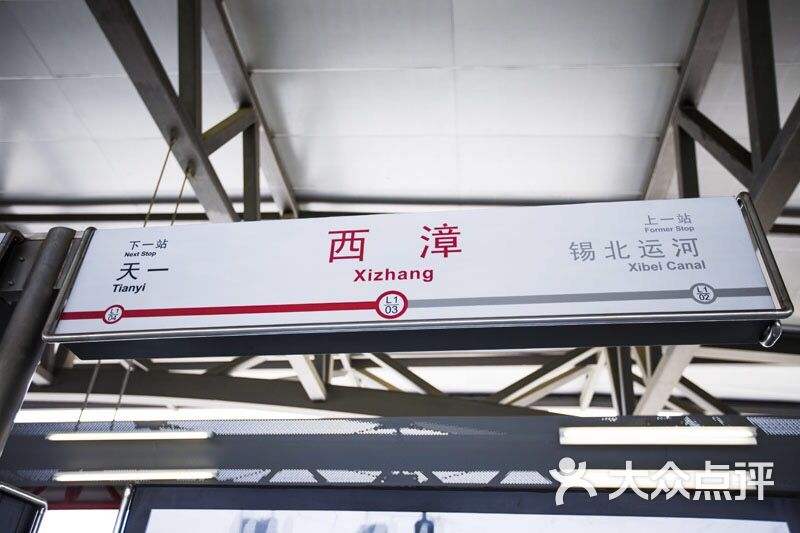 下一站
Next Stop
天一
Tianyi
L1
04
西漳
Xizhang
L1
03
上一站
Former Stop
锡北运河
Xibei Canal
L1
02
大众点评